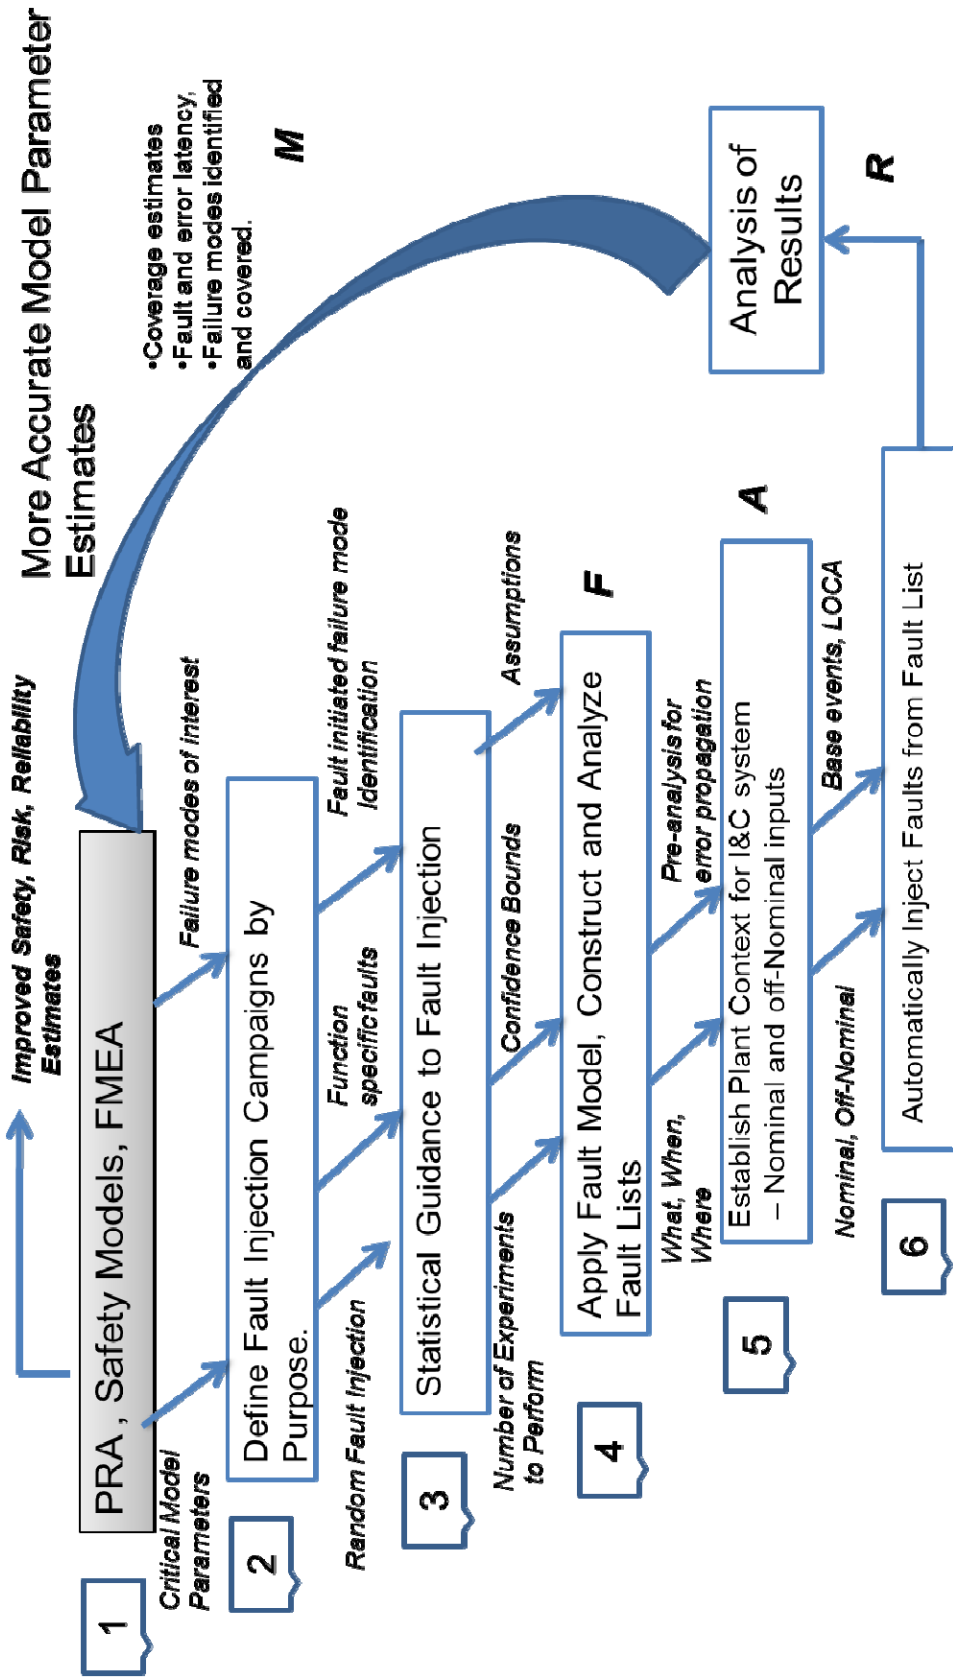 Improved Safety, Risk, Reliability
Estimates
More Accurate Model Parameter
Estimates
1
PRA , Safety Models, FMEA
•Coverage estimates
•Fault and error latency,
•Failure modes identified
and covered.
M
Critical Model
Parameters
Failure modes of interest
2
Define Fault Injection Campaigns by
Purpose.
Random Fault Injection
Function
specific faults
Fault initiated failure mode
Identification
3
Statistical Guidance to Fault Injection
Number of Experiments
to Perform
Confidence Bounds
Assumptions
4
Apply Fault Model, Construct and Analyze
Fault Lists
F
What, When,
Where
Pre-analysis for
error propagation
5
Establish Plant Context for I&C system
– Nominal and off-Nominal inputs
A
Analysis of
Results
Nominal, Off-Nominal
Base events, LOCA
R
6
Automatically Inject Faults from Fault List